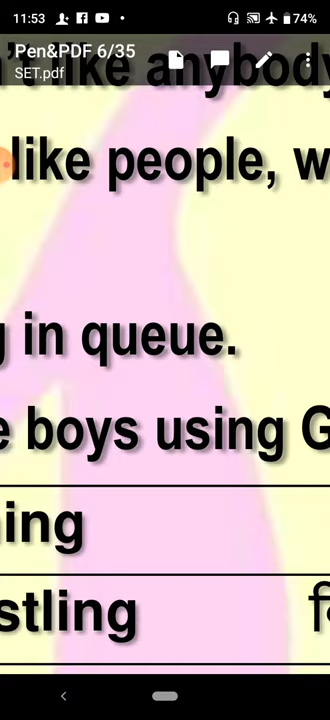 11:53
74%
Pen&PDF 6/35
SET.pdf
't like anybody
like people, w
in queue.
e boys using G
ing
stling